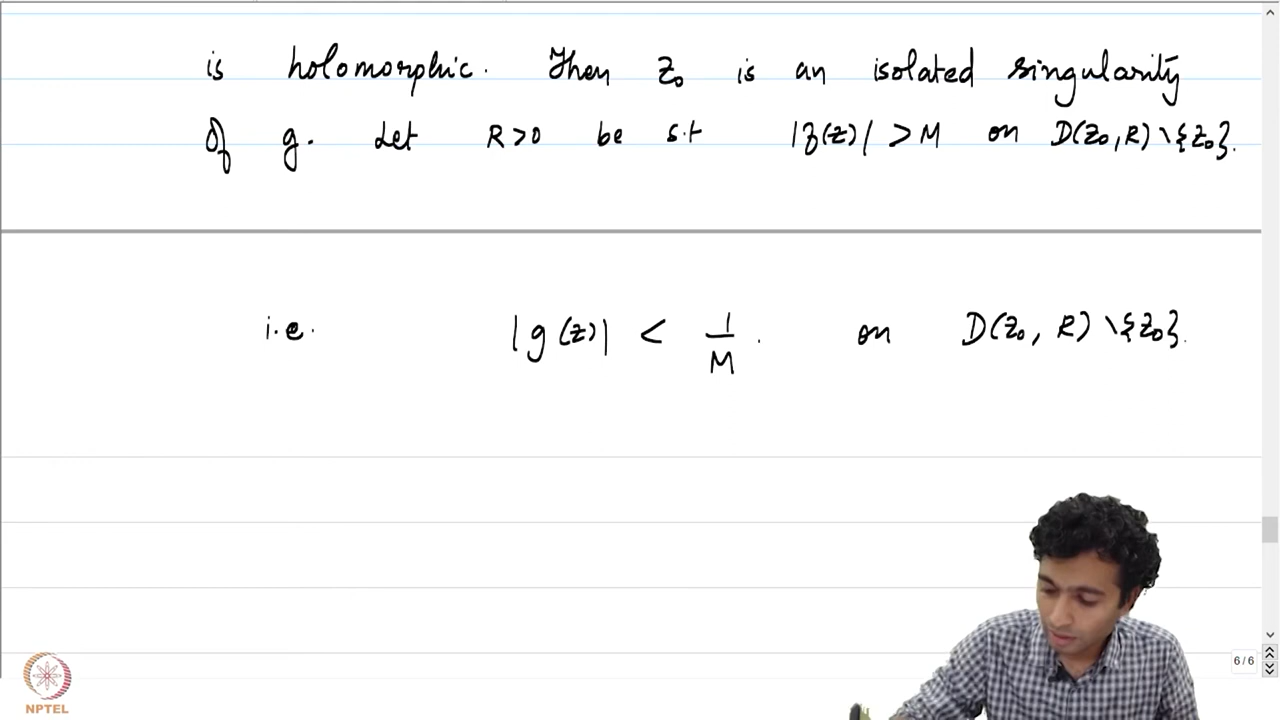 is holomorphic. Then z₀ is an isolated singularity
of g. Let R>0 be s.t |f(z)| > M on D(z₀,R)\{z₀}.
i.e. |g(z)| < 1/M. on D(z₀, R)\{z₀}.
6/6
NPTEL